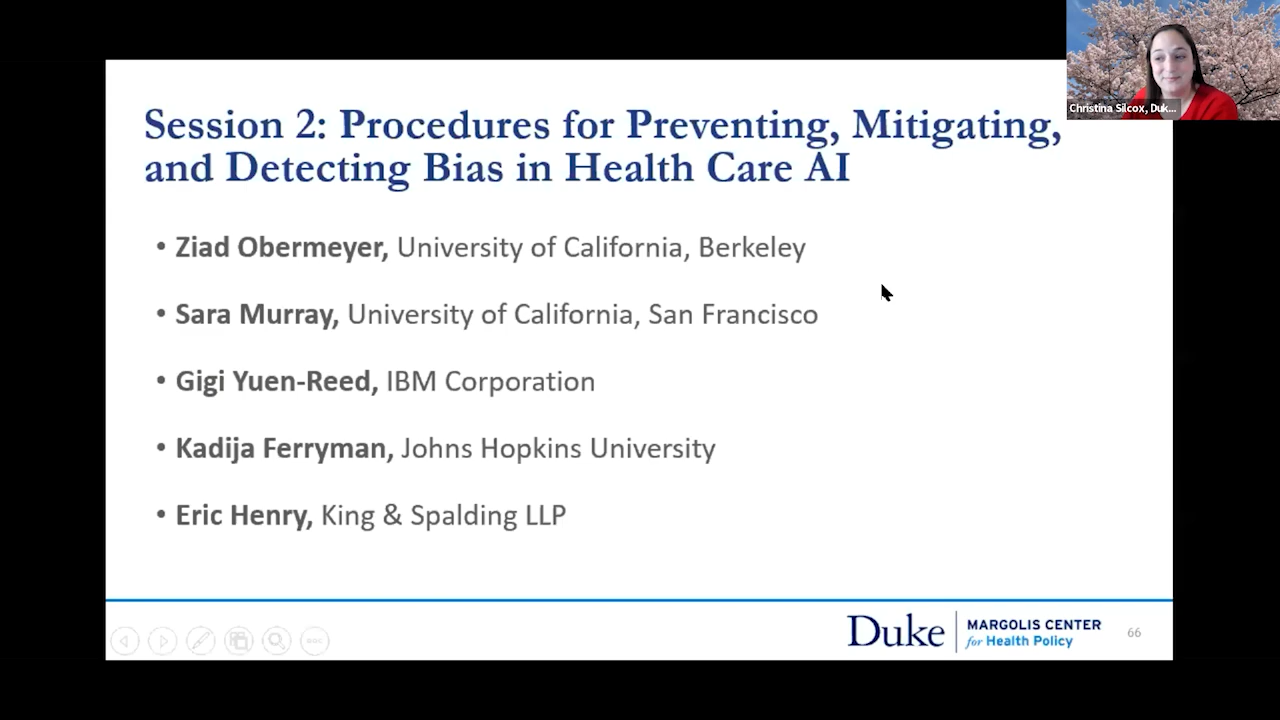 Christina Silcox, Duk...
Session 2: Procedures for Preventing, Mitigating,
and Detecting Bias in Health Care AI
• Ziad Obermeyer, University of California, Berkeley
• Sara Murray, University of California, San Francisco
• Gigi Yuen-Reed, IBM Corporation
• Kadija Ferryman, Johns Hopkins University
• Eric Henry, King & Spalding LLP
Duke
MARGOLIS CENTER
for Health Policy
66